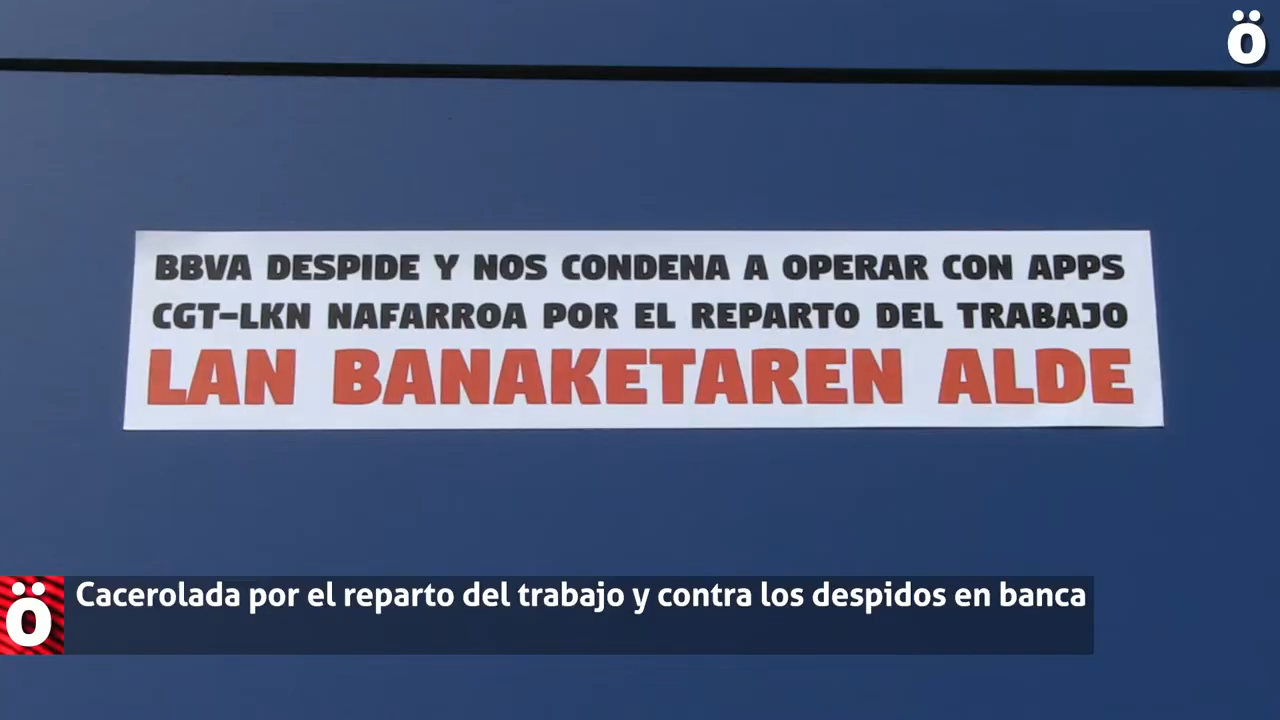 ö
BBVA DESPIDE Y NOS CONDENA A OPERAR CON APPS
CGT-LKN NAFARROA POR EL REPARTO DEL TRABAJO
LAN BANAKETAREN ALDE
ö
Cacerolada por el reparto del trabajo y contra los despidos en banca